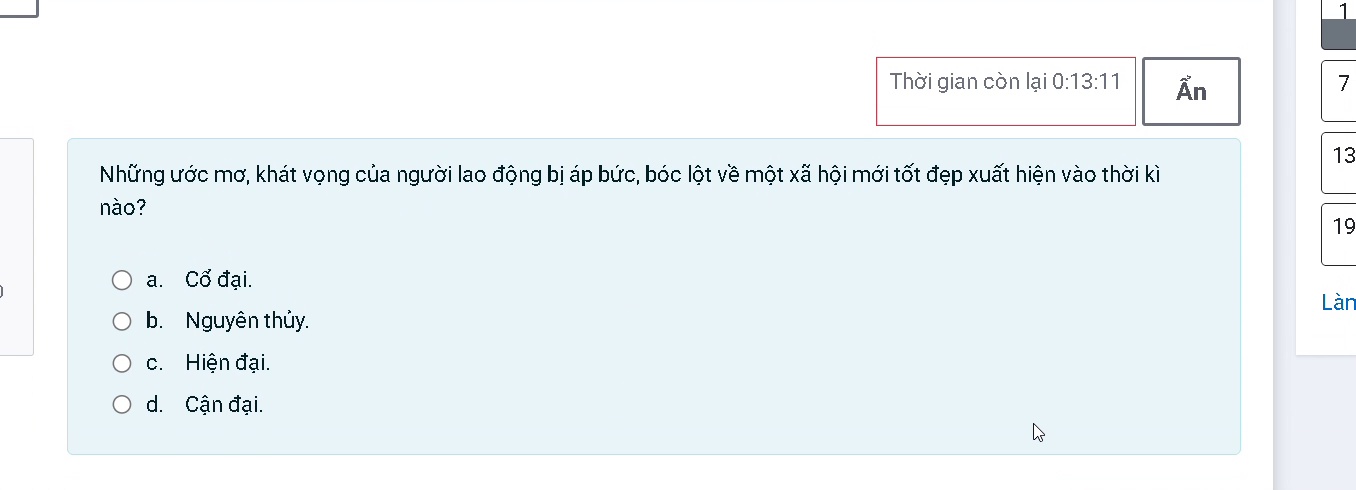 1
Thời gian còn lại 0:13:11
Ẩn
7
Những ước mơ, khát vọng của người lao động bị áp bức, bóc lột về một xã hội mới tốt đẹp xuất hiện vào thời kì
nào?
13
19
a. Cổ đại.
b. Nguyên thủy.
c. Hiện đại.
d. Cận đại.